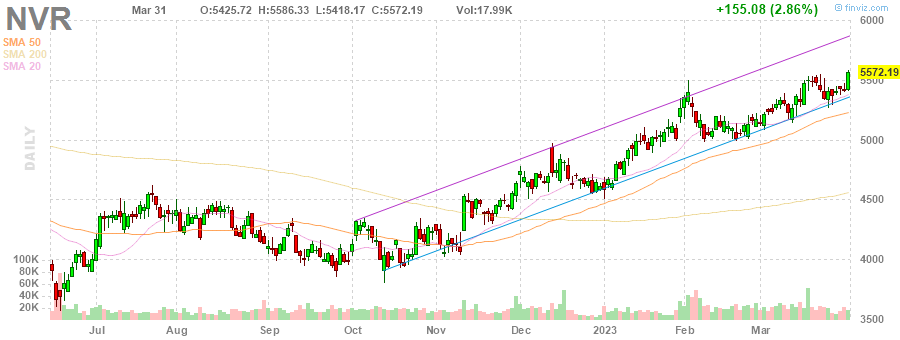 NVR
Mar 31 O:5425.72 H:5586.33 L:5418.17 C:5572.19 Vol:17.99K +155.08 (2.86%)
© finviz.com
SMA 50
SMA 200
SMA 20
DAILY
6000
5572.19
5500
5000
4500
4000
3500
100K
80K
60K
40K
20K
Jul Aug Sep Oct Nov Dec 2023 Feb Mar